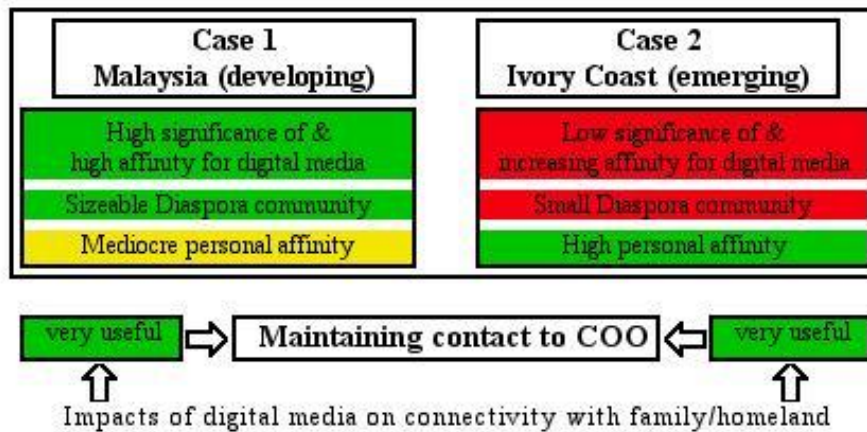 Case 1
Malaysia (developing)
High significance of &
high affinity for digital media
Sizeable Diaspora community
Mediocre personal affinity
Case 2
Ivory Coast (emerging)
Low significance of &
increasing affinity for digital media
Small Diaspora community
High personal affinity
very useful
Maintaining contact to COO
very useful
Impacts of digital media on connectivity with family/homeland